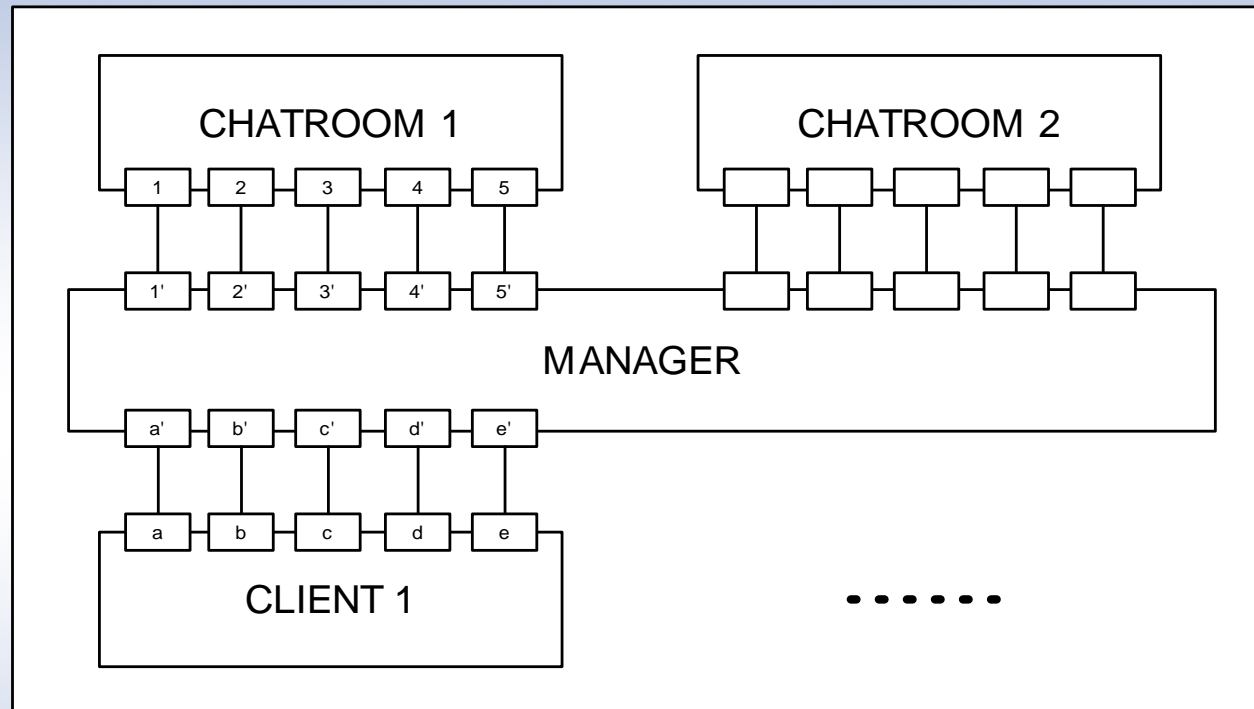 CHATROOM 1
CHATROOM 2
1 2 3 4 5
1' 2' 3' 4' 5'
MANAGER
a' b' c' d' e'
a b c d e
CLIENT 1